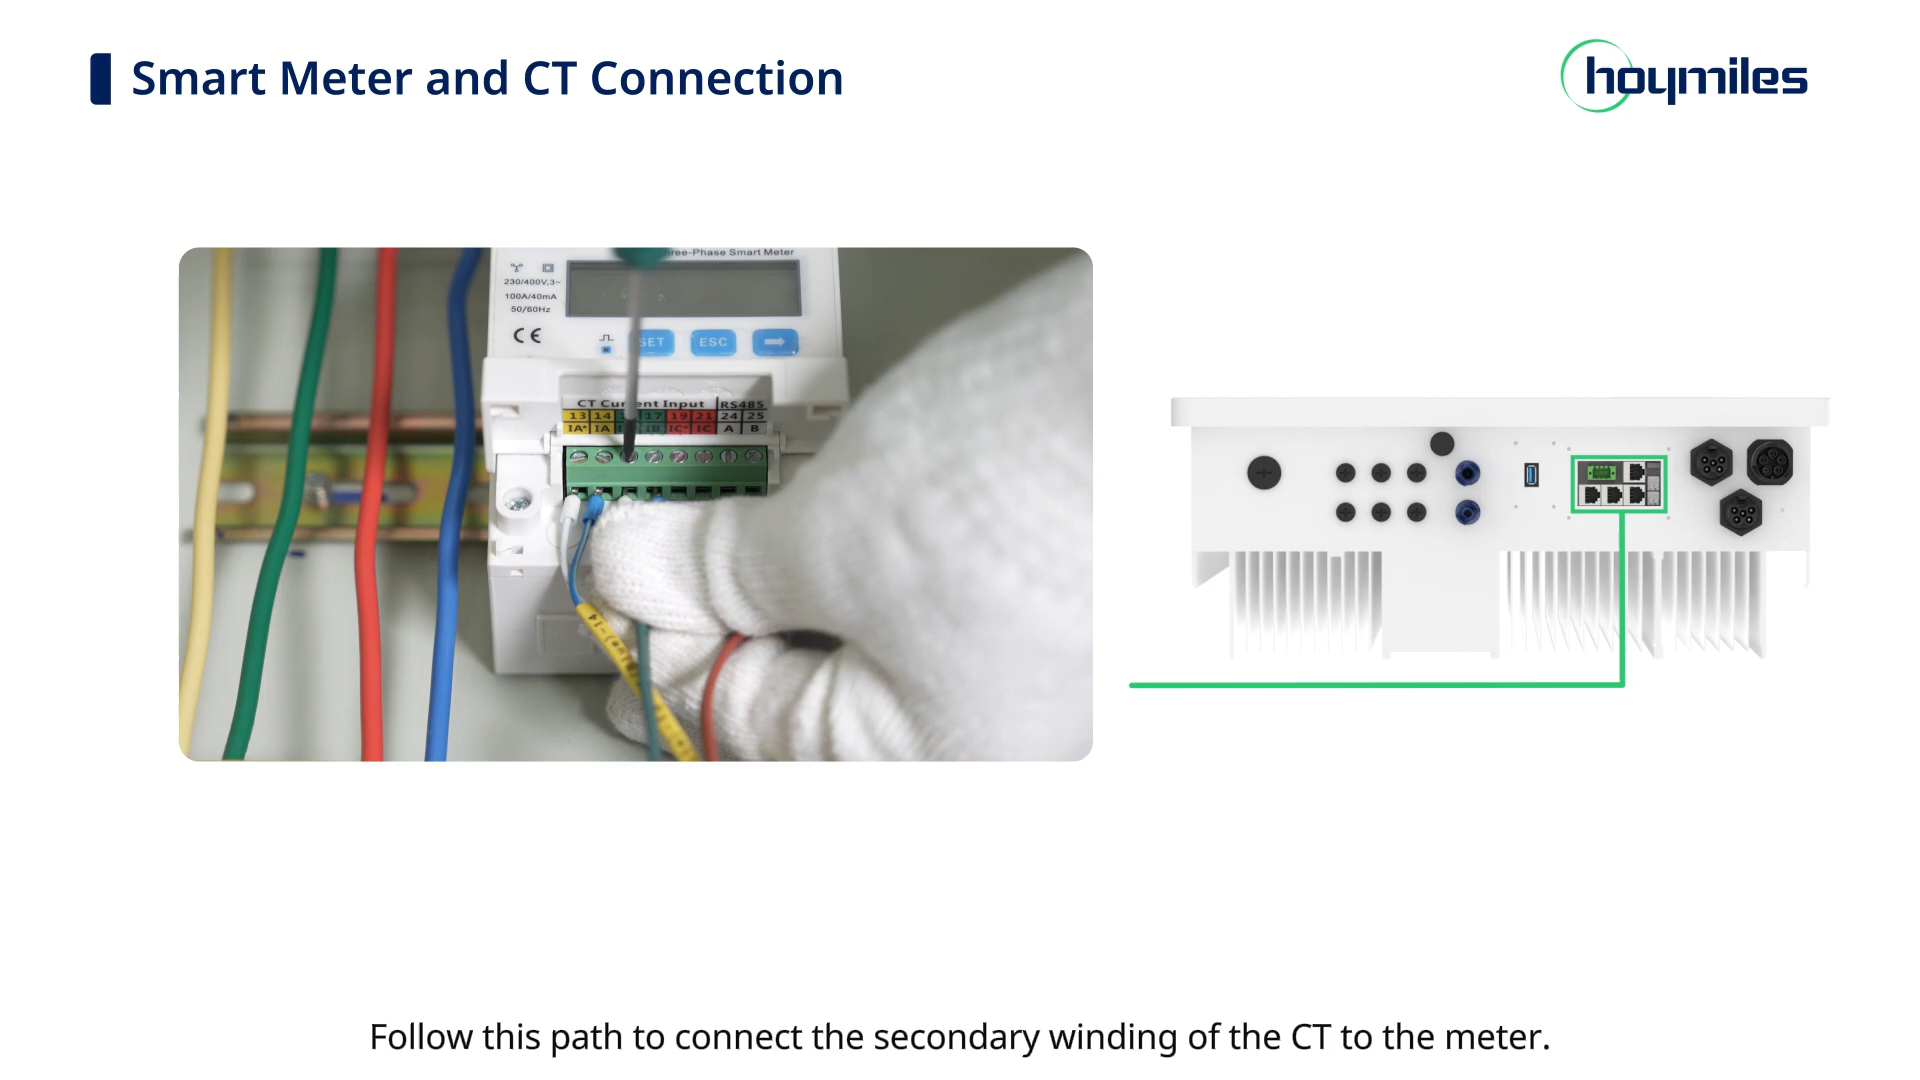 Smart Meter and CT Connection
hoymiles
ree-Phase Smart Meter
230/400V,3~
100A/40mA
50/60Hz
CE
SET ESC
CT Current Input RS485
13 14 17 19 21 24 25
IA* IA IB IC* IC A B
Follow this path to connect the secondary winding of the CT to the meter.